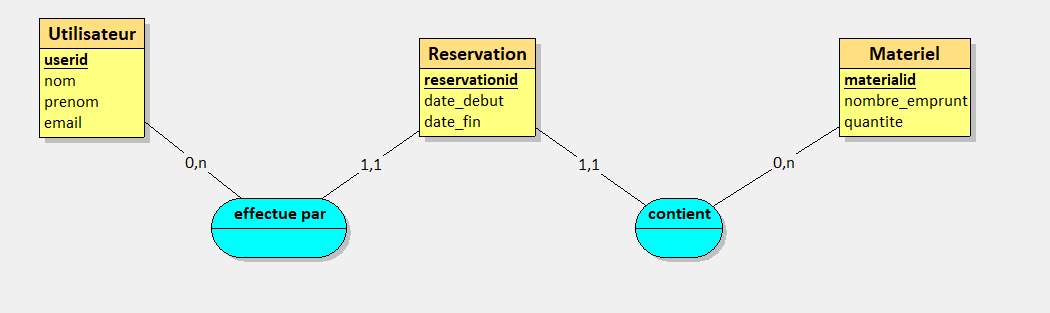 Utilisateur
userid
nom
prenom
email
Reservation
reservationid
date_debut
date_fin
Materiel
materialid
nombre_emprunt
quantite
0,n
1,1
1,1
0,n
effectue par
contient